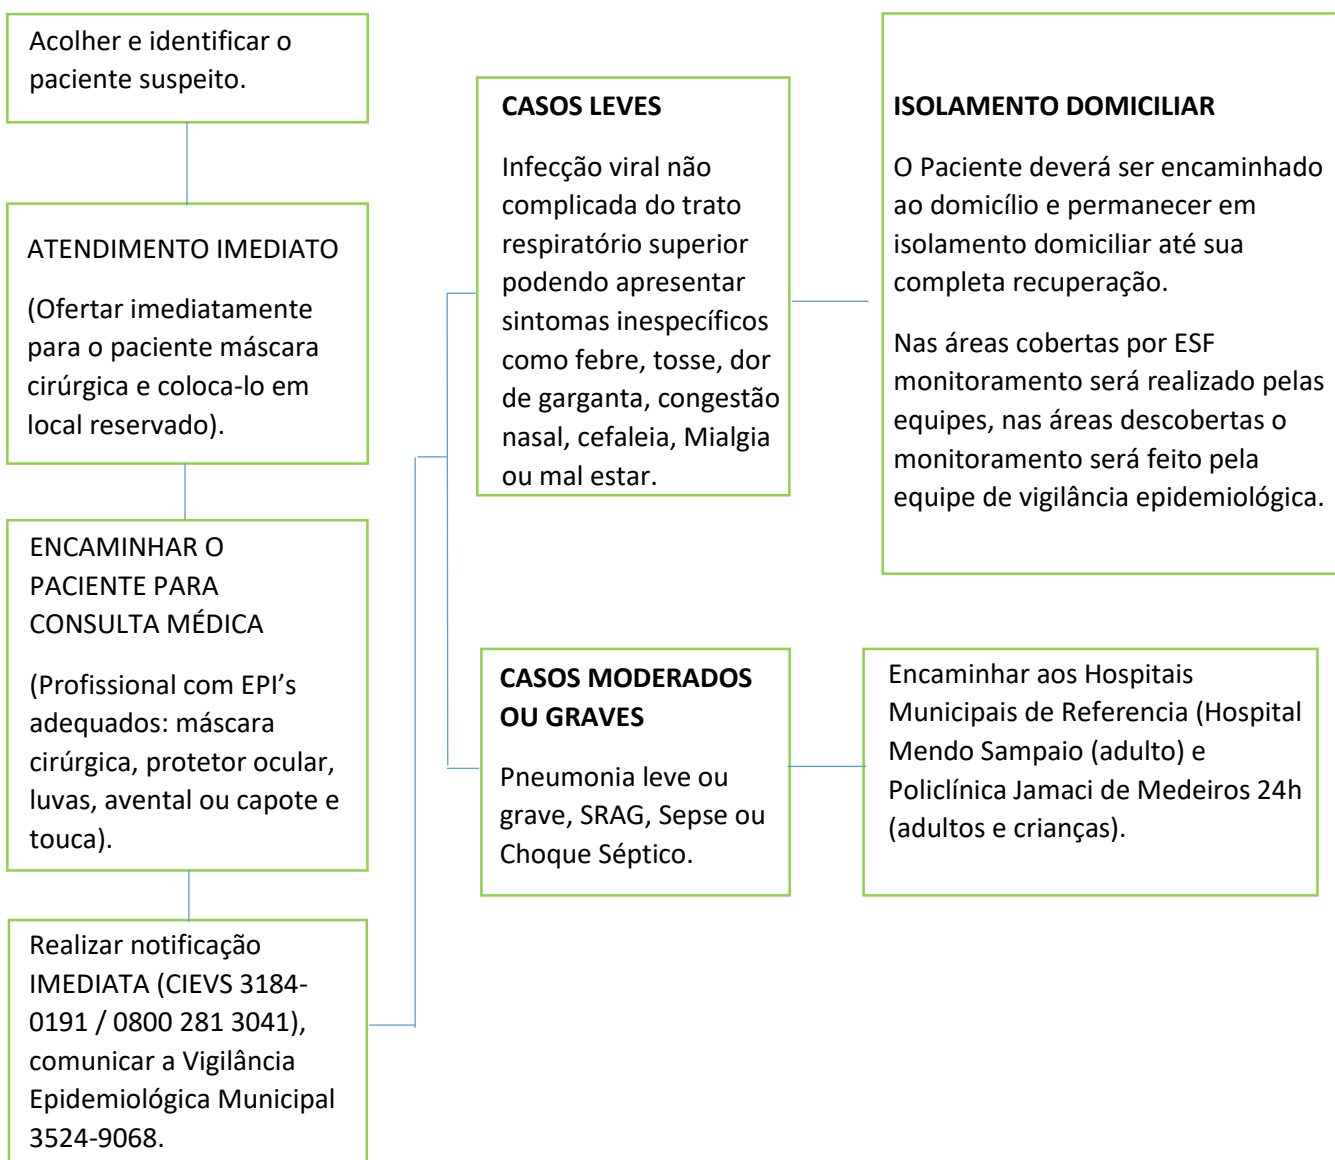 Acolher e identificar o
paciente suspeito.
ATENDIMENTO IMEDIATO
(Ofertar imediatamente
para o paciente máscara
cirúrgica e coloca-lo em
local reservado).
ENCAMINHAR O
PACIENTE PARA
CONSULTA MÉDICA
(Profissional com EPI’s
adequados: máscara
cirúrgica, protetor ocular,
luvas, avental ou capote e
touca).
Realizar notificação
IMEDIATA (CIEVS 3184-
0191 / 0800 281 3041),
comunicar a Vigilância
Epidemiológica Municipal
3524-9068.
CASOS LEVES
Infecção viral não
complicada do trato
respiratório superior
podendo apresentar
sintomas inespecíficos
como febre, tosse, dor
de garganta, congestão
nasal, cefaleia, Mialgia
ou mal estar.
ISOLAMENTO DOMICILIAR
O Paciente deverá ser encaminhado
ao domicílio e permanecer em
isolamento domiciliar até sua
completa recuperação.
Nas áreas cobertas por ESF
monitoramento será realizado pelas
equipes, nas áreas descobertas o
monitoramento será feito pela
equipe de vigilância epidemiológica.
CASOS MODERADOS
OU GRAVES
Pneumonia leve ou
grave, SRAG, Sepse ou
Choque Séptico.
Encaminhar aos Hospitais
Municipais de Referencia (Hospital
Mendo Sampaio (adulto) e
Policlínica Jamaci de Medeiros 24h
(adultos e crianças).